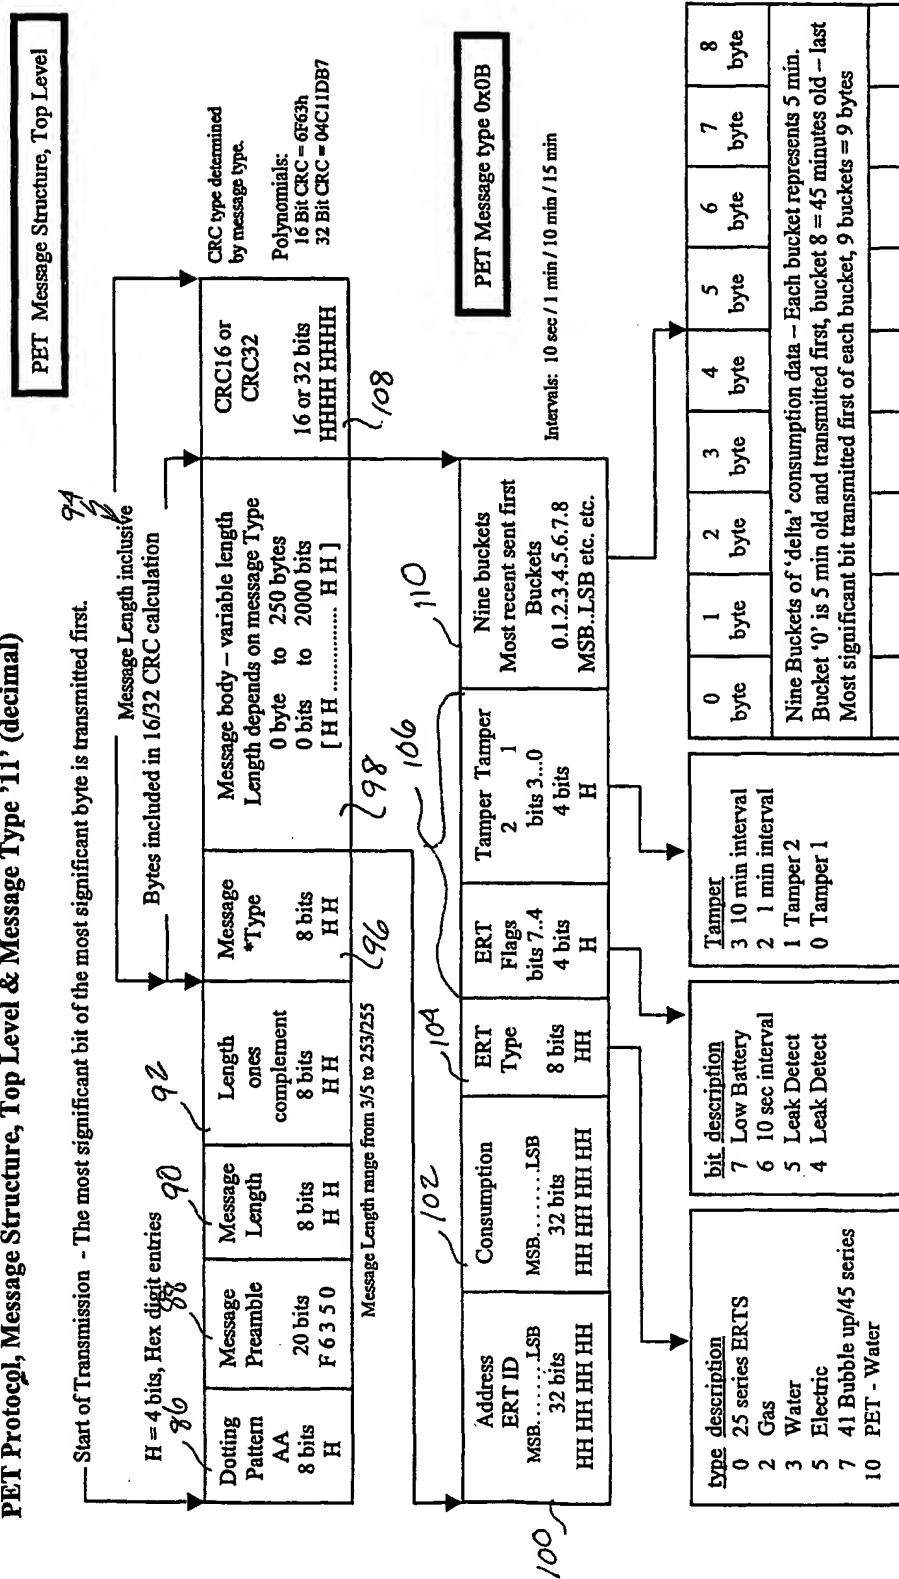 PET Protocol, Message Structure, Top Level & Message Type '11' (decimal)
PET Message Structure, Top Level
Start of Transmission - The most significant bit of the most significant byte is transmitted first.
94
Message Length inclusive
H = 4 bits, Hex digit entries
Bytes included in 16/32 CRC calculation
CRC type determined
by message type.
Polynomials:
16 Bit CRC = 6F63h
32 Bit CRC = 04C11DB7
86
88
90
92
Dotting
Pattern
AA
8 bits
H
Message
Preamble
20 bits
F 6 3 5 0
Message
Length
8 bits
H H
Length
ones
complement
8 bits
H H
Message
*Type
8 bits
H H
Message body – variable length
Length depends on message Type
0 byte to 250 bytes
0 bits to 2000 bits
[ H H ................ H H ]
CRC16 or
CRC32
16 or 32 bits
HHHH HHHH
Message Length range from 3/5 to 253/255
96
98
108
PET Message type 0x0B
102
104
106
110
Intervals: 10 sec / 1 min / 10 min / 15 min
Address
ERT ID
MSB........LSB
32 bits
HH HH HH HH
Consumption
MSB........LSB
32 bits
HH HH HH HH
ERT
Type
8 bits
HH
ERT
Flags
bits 7..4
4 bits
H
Tamper Tamper
2 1
bits 3...0
4 bits
H
Nine buckets
Most recent sent first
Buckets
0.1.2.3.4.5.6.7.8
MSB..LSB etc. etc.
100
type description
0 25 series ERTS
2 Gas
3 Water
5 Electric
7 41 Bubble up/45 series
10 PET - Water
bit description
7 Low Battery
6 10 sec interval
5 Leak Detect
4 Leak Detect
Tamper
3 10 min interval
2 1 min interval
1 Tamper 2
0 Tamper 1
0 1 2 3 4 5 6 7 8
byte byte byte byte byte byte byte byte byte
Nine Buckets of 'delta' consumption data – Each bucket represents 5 min.
Bucket '0' is 5 min old and transmitted first, bucket 8 = 45 minutes old – last
Most significant bit transmitted first of each bucket, 9 buckets = 9 bytes